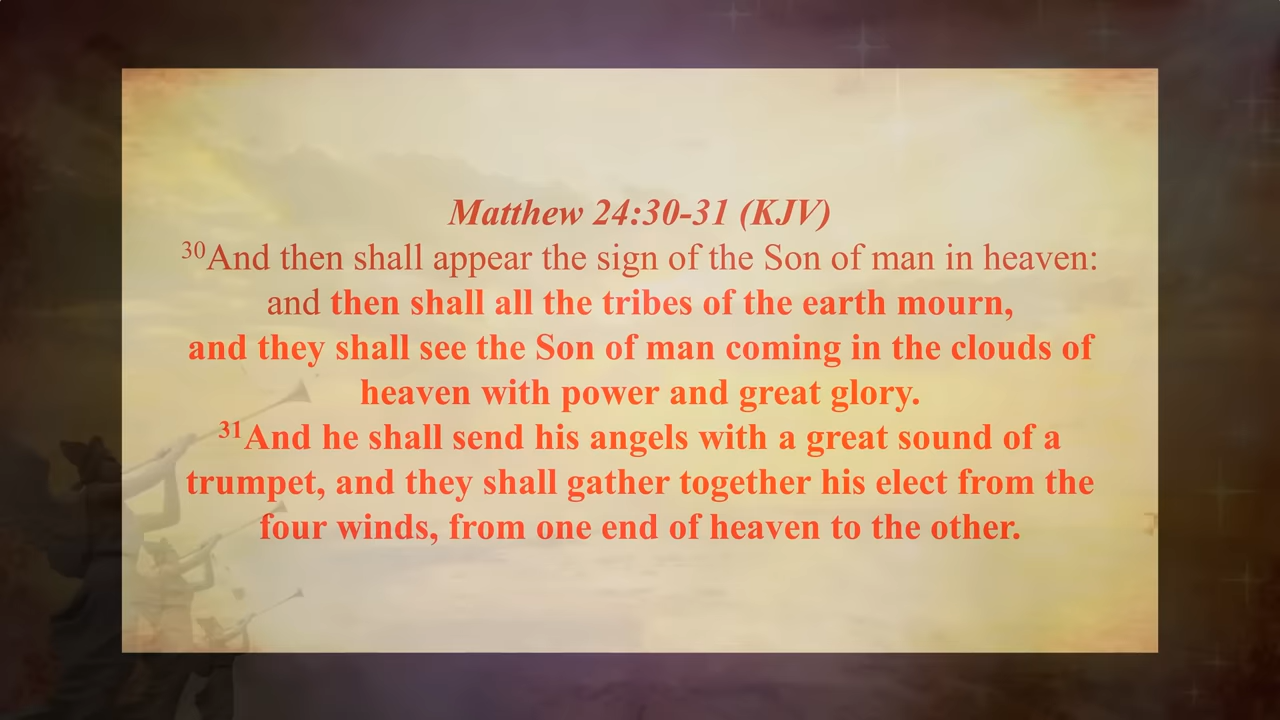 Matthew 24:30-31 (KJV)
30And then shall appear the sign of the Son of man in heaven:
and then shall all the tribes of the earth mourn,
and they shall see the Son of man coming in the clouds of
heaven with power and great glory.
31And he shall send his angels with a great sound of a
trumpet, and they shall gather together his elect from the
four winds, from one end of heaven to the other.